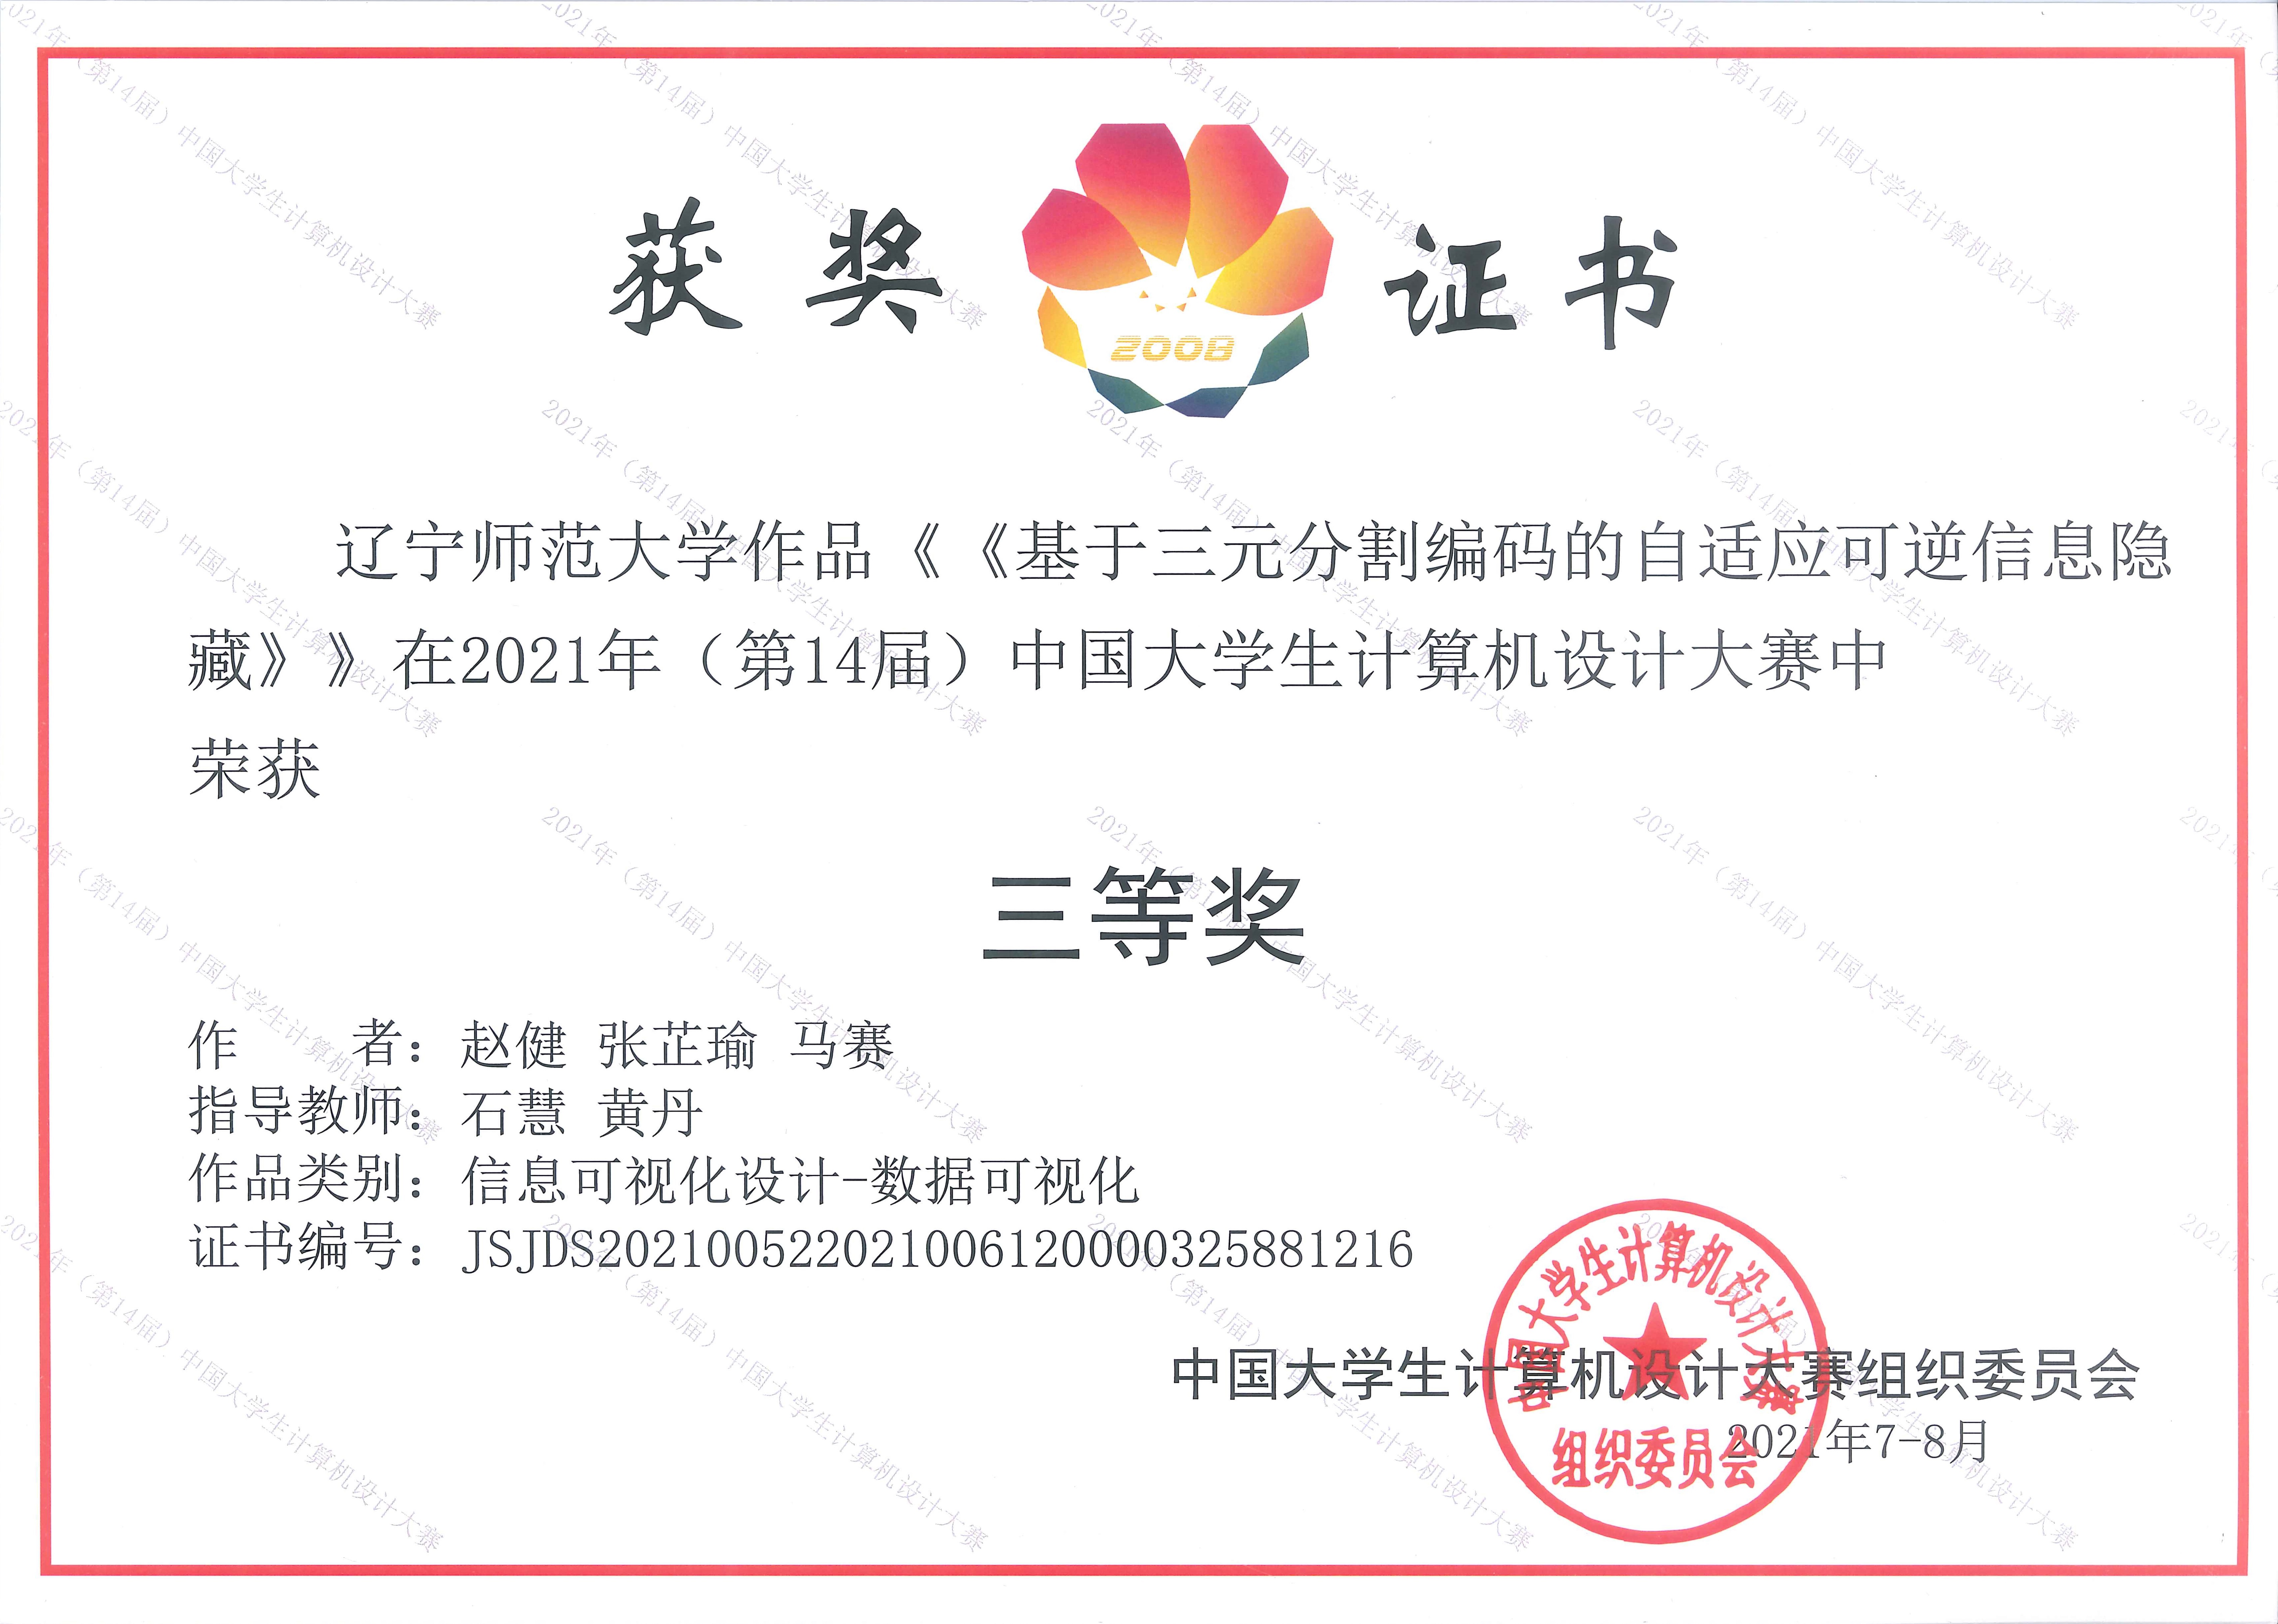 获奖证书
2008
辽宁师范大学作品《《基于三元分割编码的自适应可逆信息隐
藏》》在2021年（第14届）中国大学生计算机设计大赛中
荣获
三等奖
作 者：赵健 张芷瑜 马赛
指导教师：石慧 黄丹
作品类别：信息可视化设计-数据可视化
证书编号：JSJDS202100522021006120000325881216
中国大学生计算机设计大赛组织委员会
2021年7-8月
中国大学生计算机设计大赛
组织委员会
2021年（第14届）中国大学生计算机设计大赛